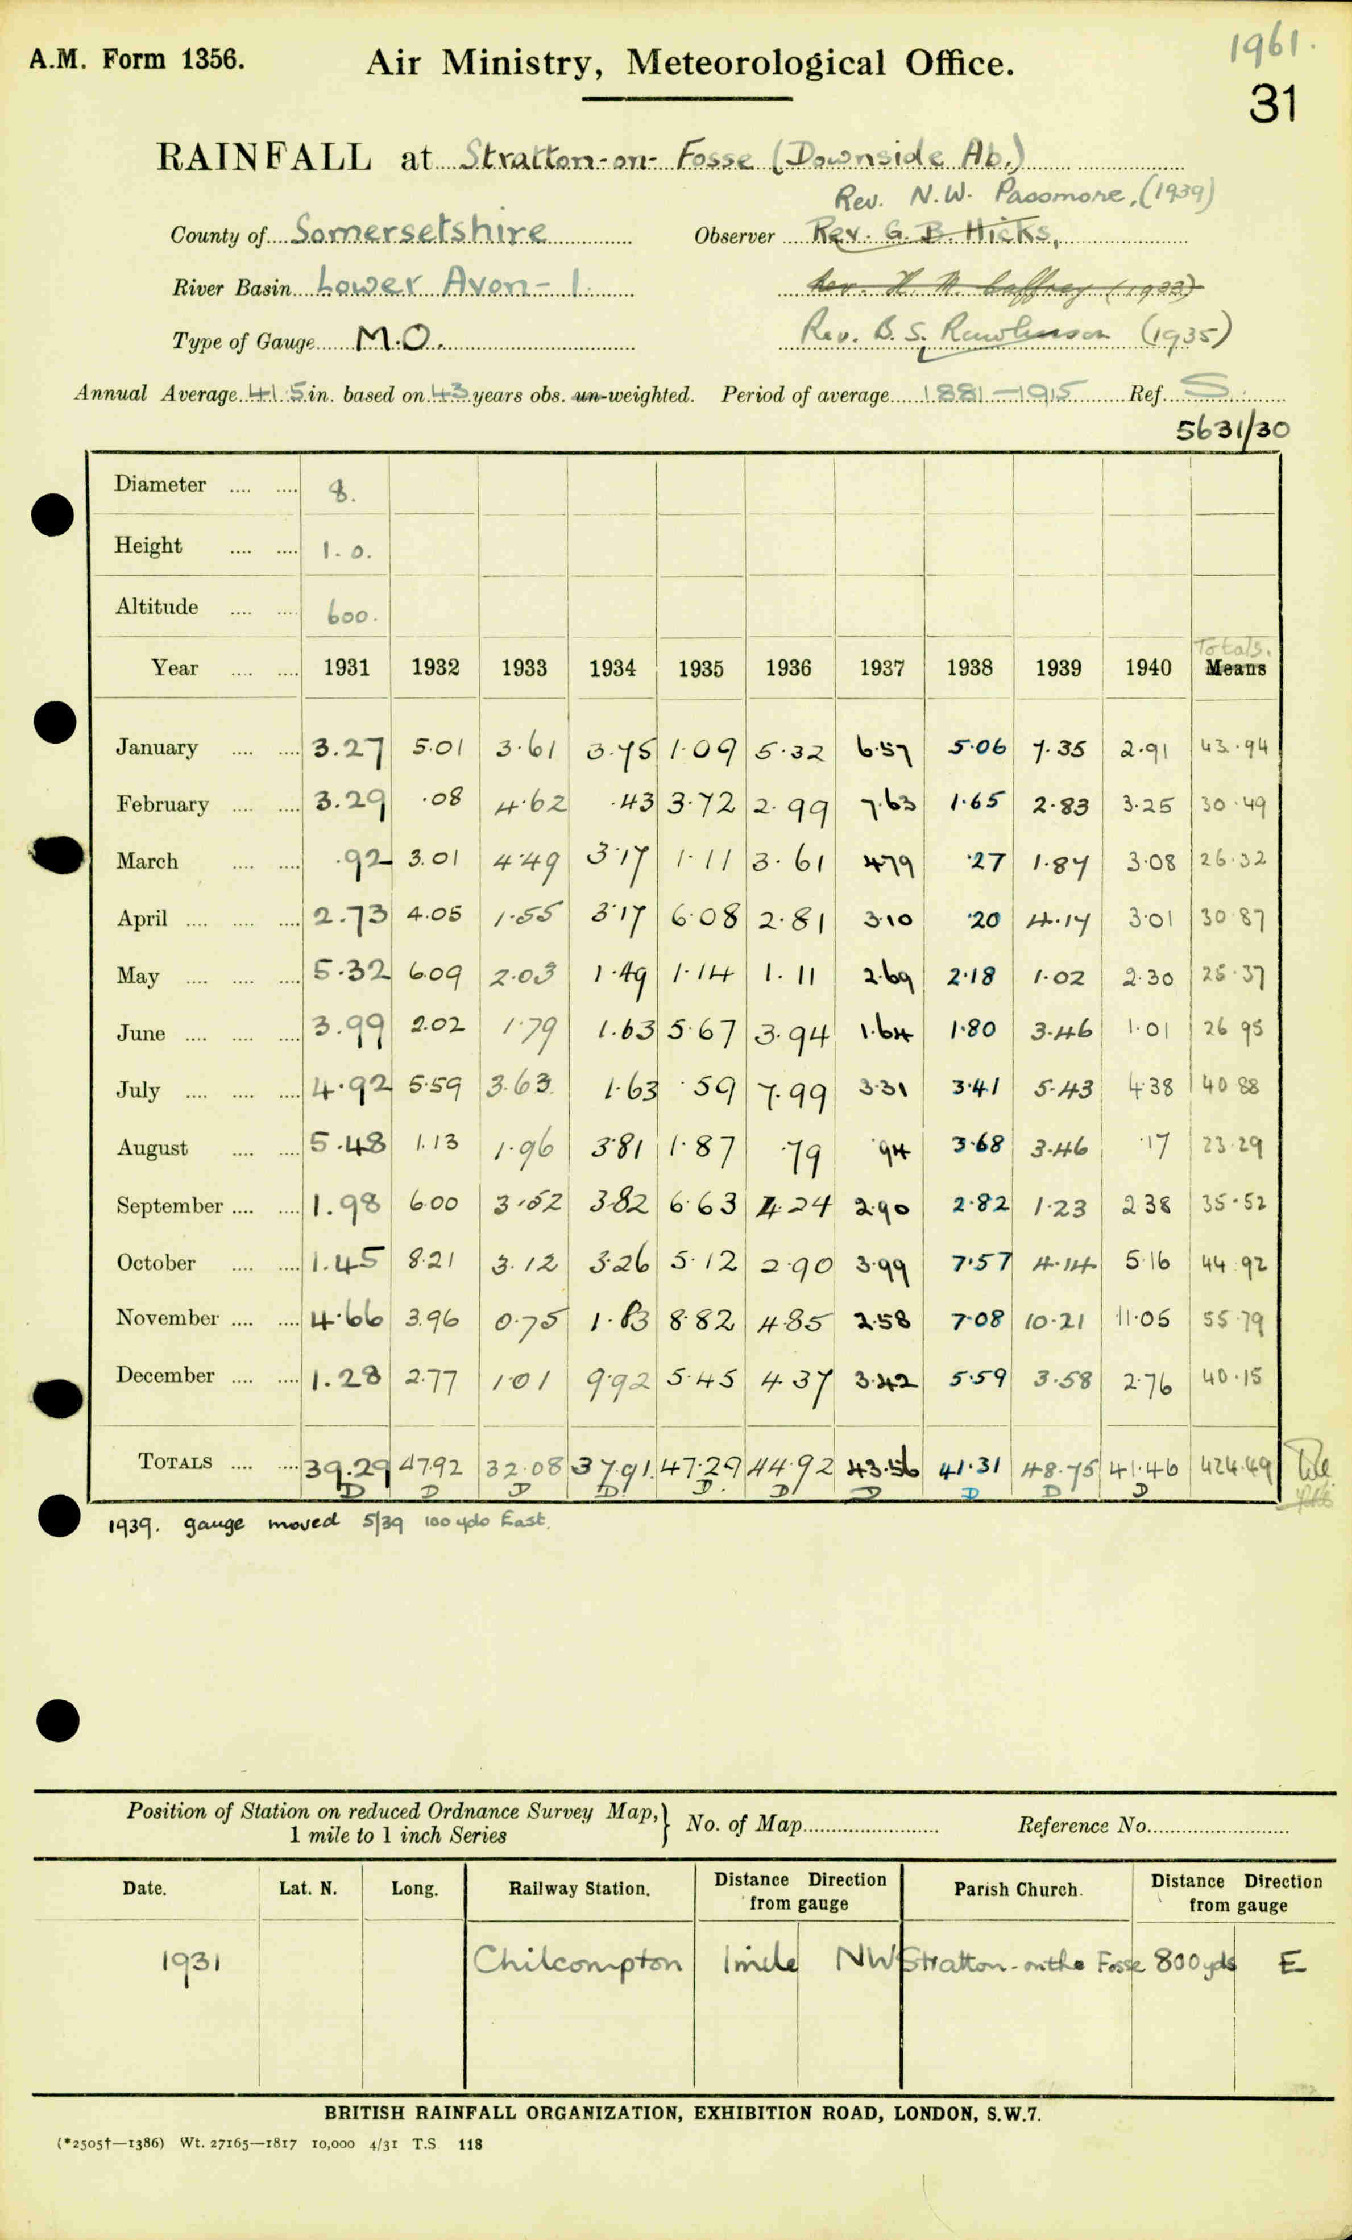 1961.
A.M. Form 1356. Air Ministry, Meteorological Office.
31
RAINFALL at Stratton-on-Fosse (Downside Ab.)
Rev. N.W. Passmore, (1939)
County of Somersetshire Observer Rev. G. B. Hicks,
River Basin Lower Avon - 1. Rev. H. M. Caffrey (1933)
Type of Gauge M.O. Rev. B. S. Rawlinson (1935)
Annual Average 41.5 in. based on 43 years obs. un-weighted. Period of average 1881-1915 Ref. S.
5631/30
Diameter .... .... 8.
Height .... .... 1-0.
Altitude .... .... 600.
Totals.
Year .... .... 1931 1932 1933 1934 1935 1936 1937 1938 1939 1940 Means
January .... .... 3.27 5.01 3.61 3.75 1.09 5.32 6.57 5.06 7.35 2.91 43.94
February .... .... 3.29 .08 4.62 .43 3.72 2.99 7.63 1.65 2.83 3.25 30.49
March .... .... .92 3.01 4.49 3.17 1.11 3.61 4.79 .27 1.87 3.08 26.32
April .... .... .... 2.73 4.05 1.55 3.17 6.08 2.81 3.10 .20 4.17 3.01 30.87
May .... .... .... 5.32 6.09 2.03 1.49 1.14 1.11 2.69 2.18 1.02 2.30 25.37
June .... .... .... 3.99 2.02 1.79 1.63 5.67 3.94 1.64 1.80 3.46 1.01 26 95
July .... .... .... 4.92 5.59 3.63 1.63 .59 7.99 3.31 3.41 5.43 4.38 40 88
August .... .... 5.48 1.13 1.96 3.81 1.87 .79 .94 3.68 3.46 .17 23.29
September .... .... 1.98 6.00 3.52 3.82 6.63 4.24 2.90 2.82 1.23 2.38 35.52
October .... .... 1.45 8.21 3.12 3.26 5.12 2.90 3.99 7.57 4.14 5.16 44.92
November .... .... 4.66 3.96 0.75 1.83 8.82 4.85 2.58 7.08 10.21 11.05 55.79
December .... .... 1.28 2.77 1.01 9.92 5.45 4.37 3.42 5.59 3.58 2.76 40.15
TOTALS .... .... 39.29 47.92 32.08 37.91 47.29 44.92 43.56 41.31 48.75 41.46 424.49
D D D D D D D D D D
1939. gauge moved 5/39 100 yds East.
Position of Station on reduced Ordnance Survey Map, 1 mile to 1 inch Series } No. of Map Reference No.
Date. Lat. N. Long. Railway Station. Distance Direction from gauge Parish Church. Distance Direction from gauge
1931 Chilcompton 1 mile NW Stratton-on the Fosse 800 yds E
BRITISH RAINFALL ORGANIZATION, EXHIBITION ROAD, LONDON, S.W.7.
(*2505†—1386) Wt. 27165—1817 10,000 4/31 T.S 118